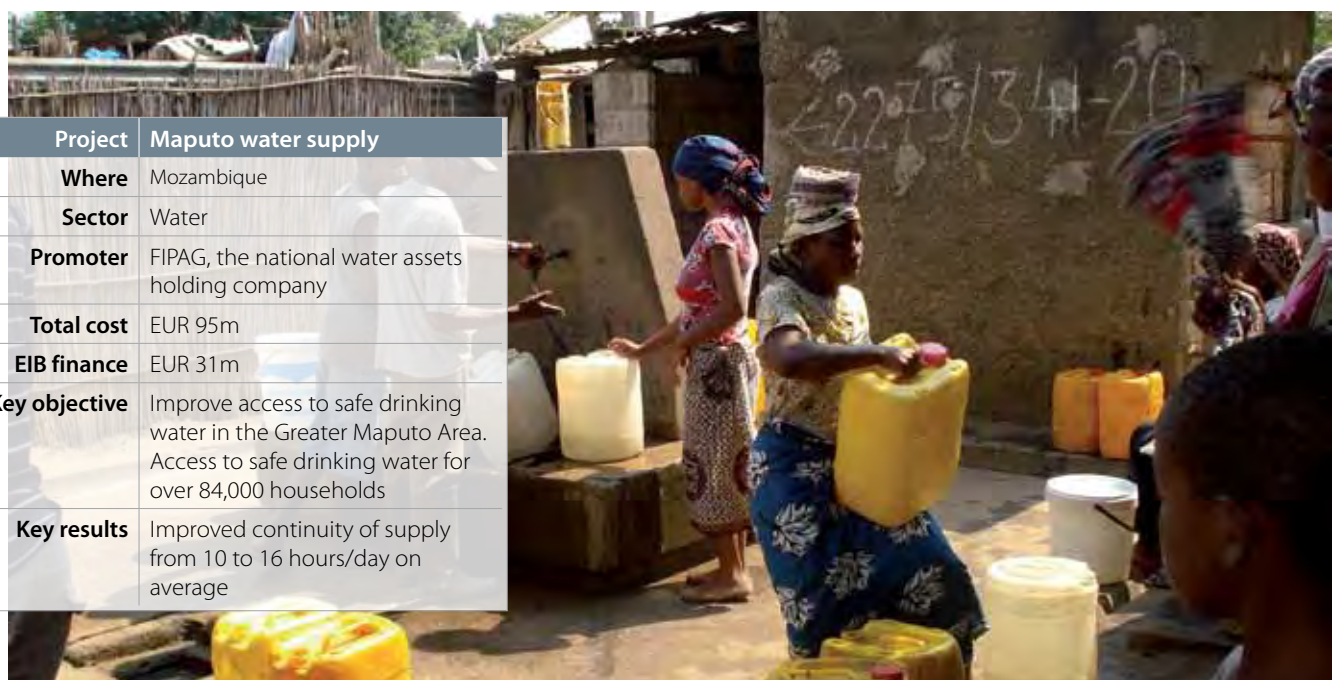 Project Maputo water supply
Where Mozambique
Sector Water
Promoter FIPAG, the national water assets
holding company
Total cost EUR 95m
EIB finance EUR 31m
Key objective Improve access to safe drinking
water in the Greater Maputo Area.
Access to safe drinking water for
over 84,000 households
Key results Improved continuity of supply
from 10 to 16 hours/day on
average